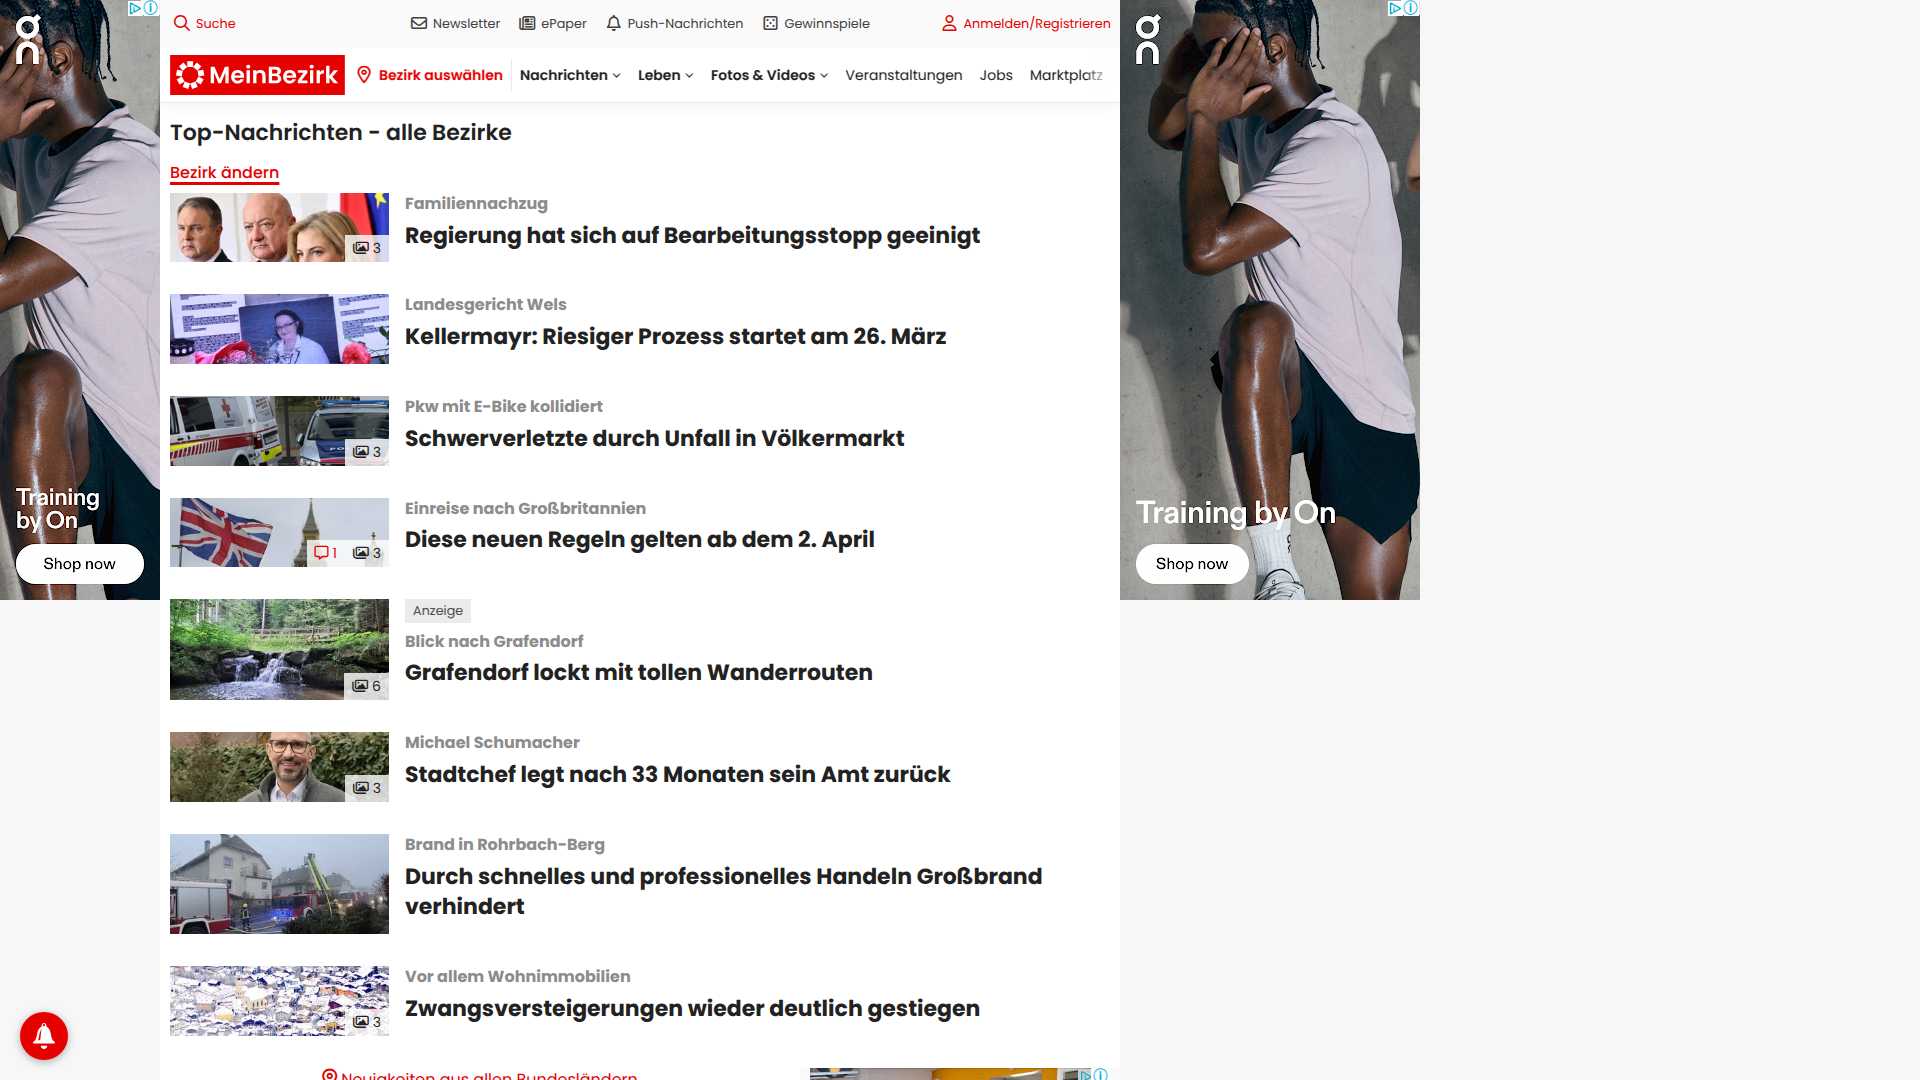 Suche
Newsletter
ePaper
Push-Nachrichten
Gewinnspiele
Anmelden/Registrieren
MeinBezirk
Bezirk auswählen
Nachrichten
Leben
Fotos & Videos
Veranstaltungen
Jobs
Marktplatz
Top-Nachrichten - alle Bezirke
Bezirk ändern
Familiennachzug
Regierung hat sich auf Bearbeitungsstopp geeinigt
3
Landesgericht Wels
Kellermayr: Riesiger Prozess startet am 26. März
Pkw mit E-Bike kollidiert
Schwerverletzte durch Unfall in Völkermarkt
3
Einreise nach Großbritannien
Diese neuen Regeln gelten ab dem 2. April
1
3
Anzeige
Blick nach Grafendorf
Grafendorf lockt mit tollen Wanderrouten
6
Michael Schumacher
Stadtchef legt nach 33 Monaten sein Amt zurück
3
Brand in Rohrbach-Berg
Durch schnelles und professionelles Handeln Großbrand
verhindert
Vor allem Wohnimmobilien
Zwangsversteigerungen wieder deutlich gestiegen
3
Neuigkeiten aus allen Bundesländern
Training
by On
Shop now
Training by On
Shop now